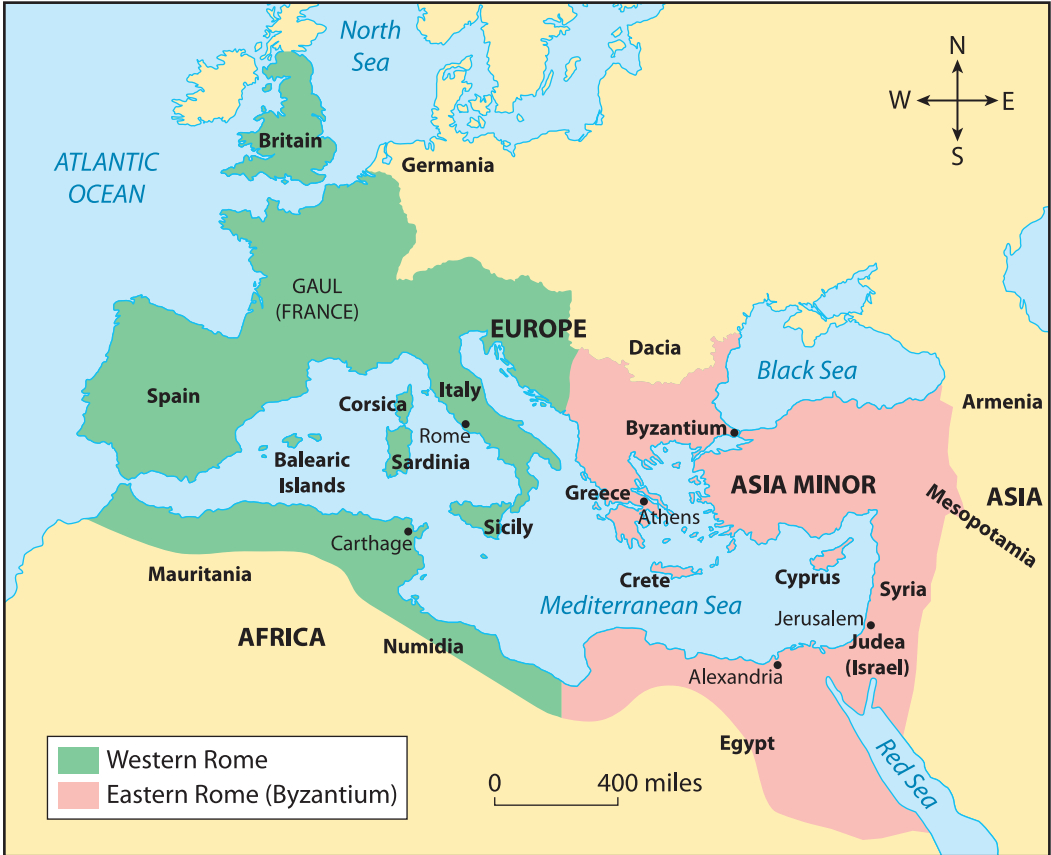 North
Sea
N
W
E
S
ATLANTIC
OCEAN
Britain
Germania
GAUL
(FRANCE)
EUROPE
Dacia
Black Sea
Spain
Corsica
Italy
Rome
Armenia
Byzantium
Balearic
Islands
Sardinia
ASIA MINOR
ASIA
Mesopotamia
Greece
Athens
Sicily
Carthage
Mauritania
Crete
Cyprus
Syria
Mediterranean Sea
Jerusalem
Judea
(Israel)
AFRICA
Numidia
Alexandria
Egypt
Red Sea
Western Rome
Eastern Rome (Byzantium)
0 400 miles